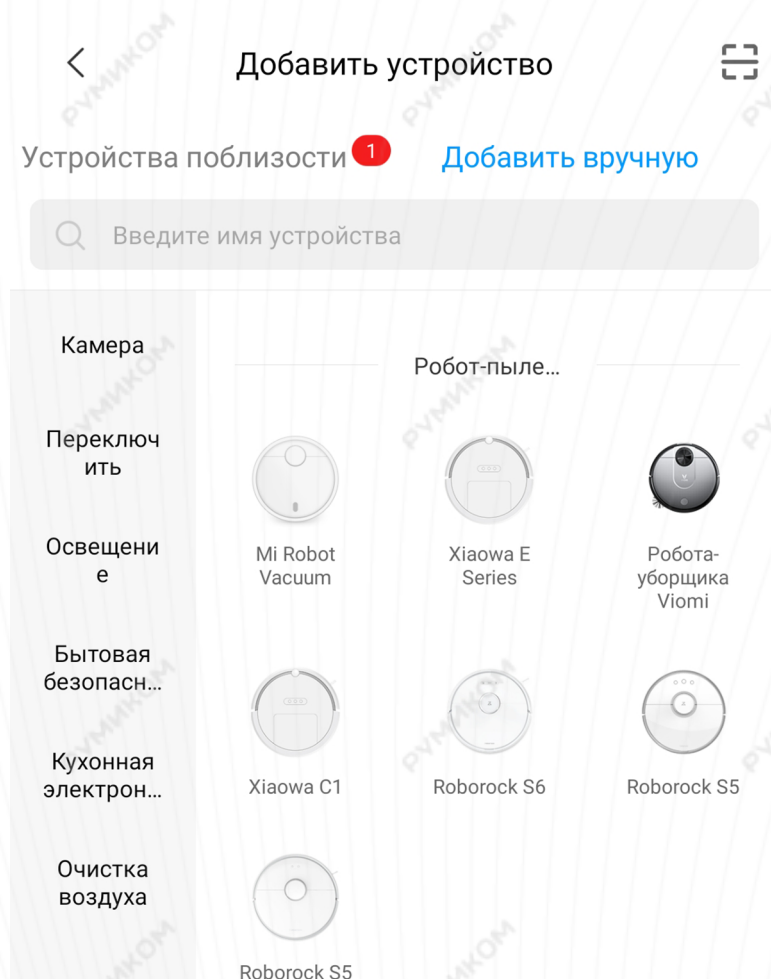 Добавить устройство
Устройства поблизости 1
Добавить вручную
Введите имя устройства
Камера
Переключ
ить
Освещени
е
Бытовая
безопасн...
Кухонная
электрон...
Очистка
воздуха
Робот-пыле...
Mi Robot
Vacuum
Xiaowa E
Series
Робота-
уборщика
Viomi
Xiaowa C1
Roborock S6
Roborock S5
Roborock S5
РУМИКОМ